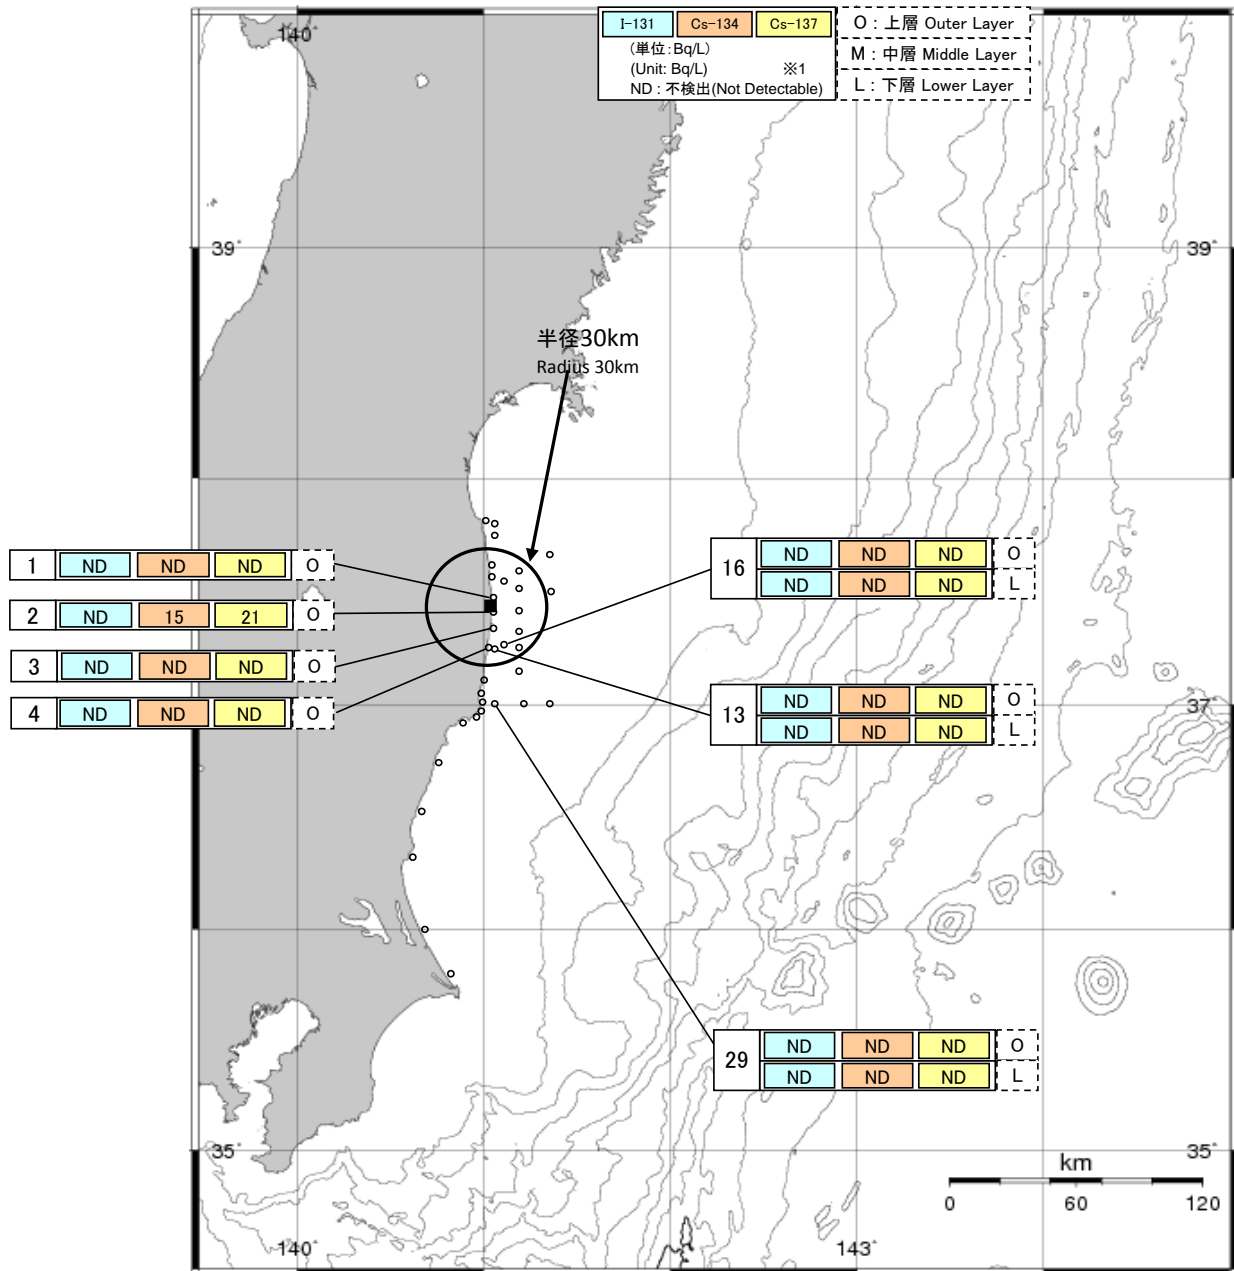 140°
I-131 Cs-134 Cs-137
(単位:Bq/L)
(Unit: Bq/L) ※1
ND : 不検出(Not Detectable)
O : 上層 Outer Layer
M : 中層 Middle Layer
L : 下層 Lower Layer
39° 39°
半径30km
Radius 30km
1 ND ND ND O
2 ND 15 21 O
3 ND ND ND O
4 ND ND ND O
16 ND ND ND O
ND ND ND L
13 ND ND ND O
ND ND ND L
37°
29 ND ND ND O
ND ND ND L
35° 35°
km
0 60 120
140° 143°